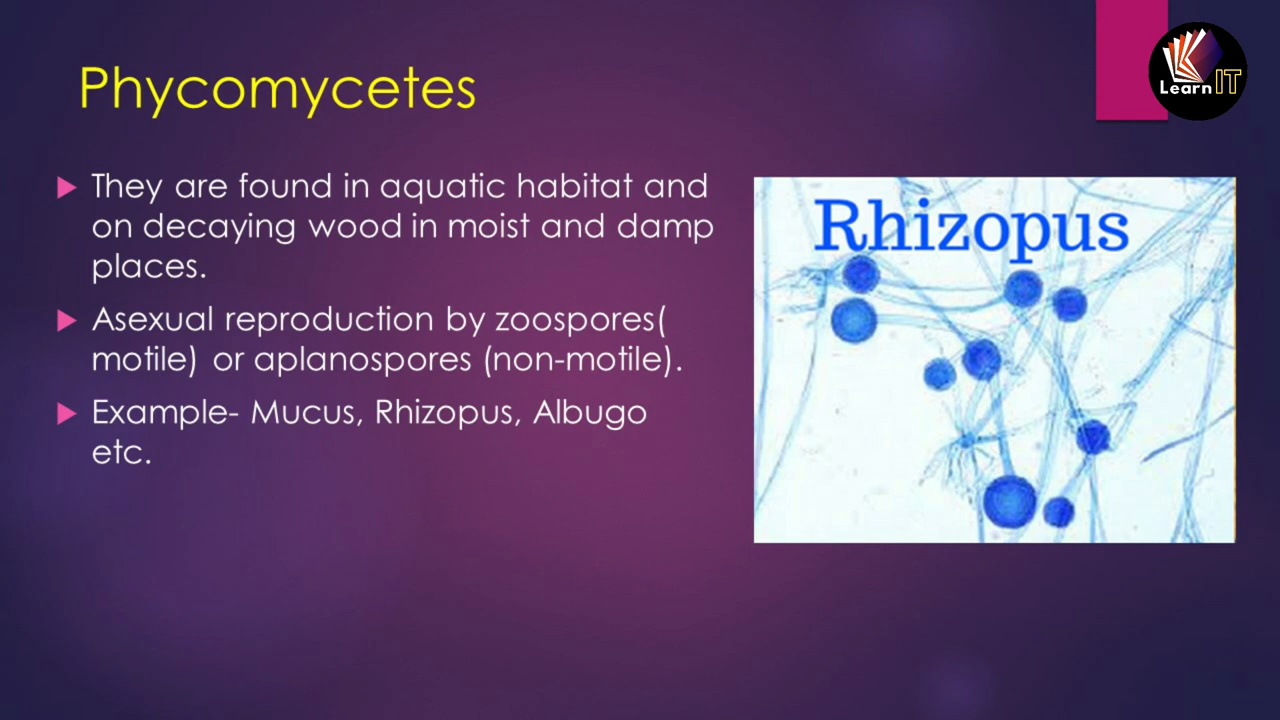 Phycomycetes
Learn IT
They are found in aquatic habitat and
on decaying wood in moist and damp
places.
Asexual reproduction by zoospores(
motile) or aplanospores (non-motile).
Example- Mucus, Rhizopus, Albugo
etc.
Rhizopus